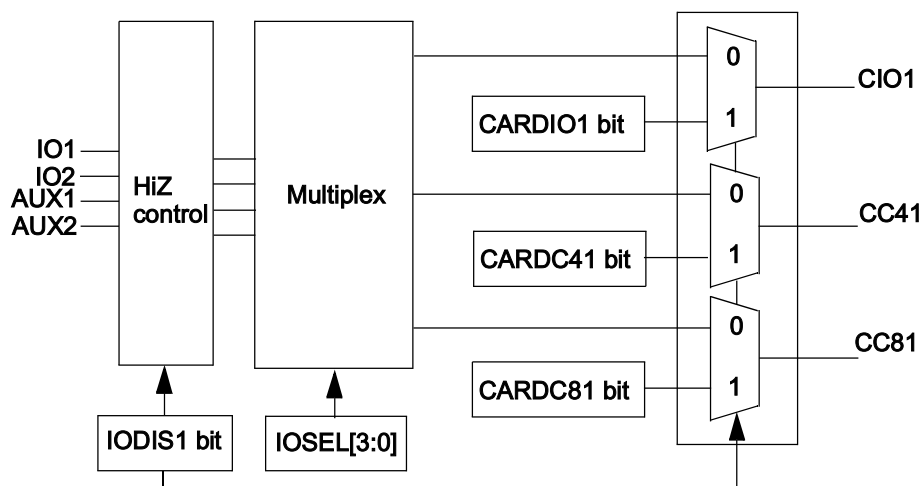 IO1
IO2
AUX1
AUX2
HiZ
control
Multiplex
IODIS1 bit
IOSEL[3:0]
CARDIO1 bit
CARDC41 bit
CARDC81 bit
0
1
0
1
0
1
CIO1
CC41
CC81